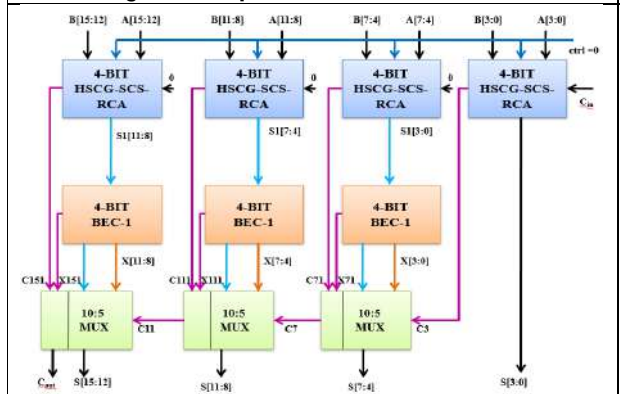 B[15:12] A[15:12] B[11:8] A[11:8] B[7:4] A[7:4] B[3:0] A[3:0]
ctrl =0
4-BIT
HSCG-SCS-
RCA
0
4-BIT
HSCG-SCS-
RCA
0
4-BIT
HSCG-SCS-
RCA
0
4-BIT
HSCG-SCS-
RCA
Cin
S1[11:8] S1[7:4] S1[3:0]
4-BIT
BEC-1
4-BIT
BEC-1
4-BIT
BEC-1
X[11:8] X[7:4] X[3:0]
C151 X151 C111 X111 C71 X71
10:5
MUX
C11
10:5
MUX
C7
10:5
MUX
C3
Cout S[15:12] S[11:8] S[7:4] S[3:0]